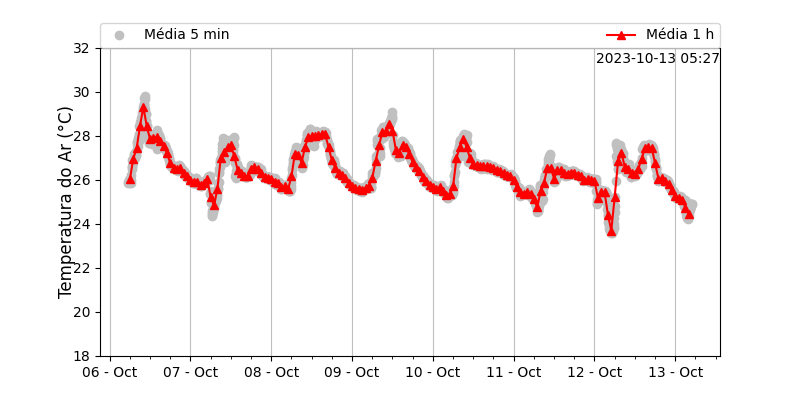 Média 5 min
Média 1 h
2023-10-13 05:27
Temperatura do Ar (°C)
32
30
28
26
24
22
20
18
06 - Oct
07 - Oct
08 - Oct
09 - Oct
10 - Oct
11 - Oct
12 - Oct
13 - Oct